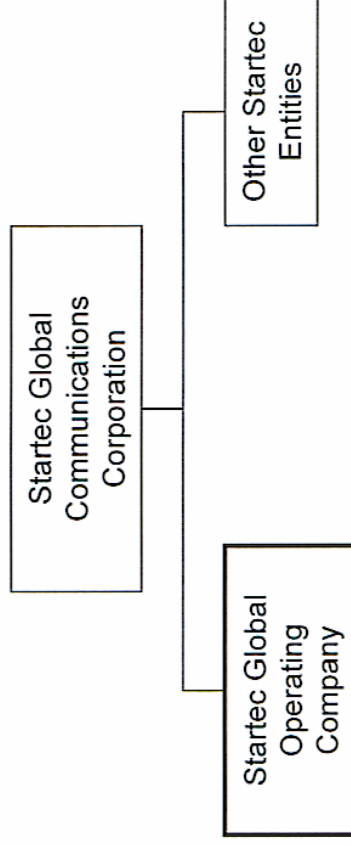 Startec Global
Communications
Corporation
Startec Global
Operating
Company
Other Startec
Entities